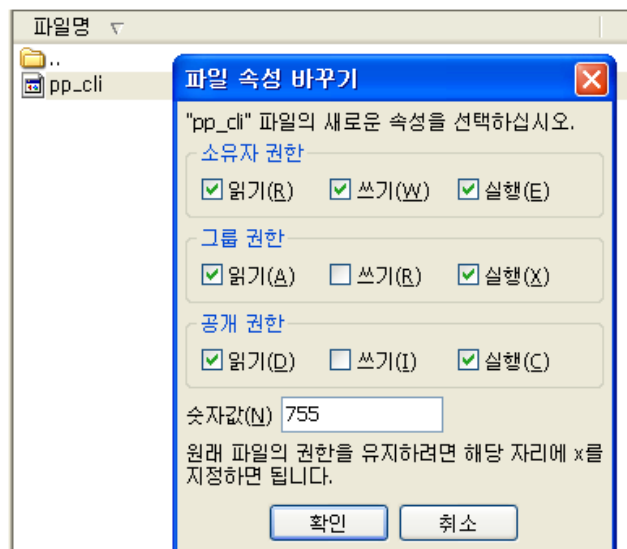 파일명
..
pp_cli
파일 속성 바꾸기
"pp_cli" 파일의 새로운 속성을 선택하십시오.
소유자 권한
읽기(R) 쓰기(W) 실행(E)
그룹 권한
읽기(A) 쓰기(R) 실행(X)
공개 권한
읽기(D) 쓰기(I) 실행(C)
숫자값(N) 755
원래 파일의 권한을 유지하려면 해당 자리에 x를
지정하면 됩니다.
확인 취소